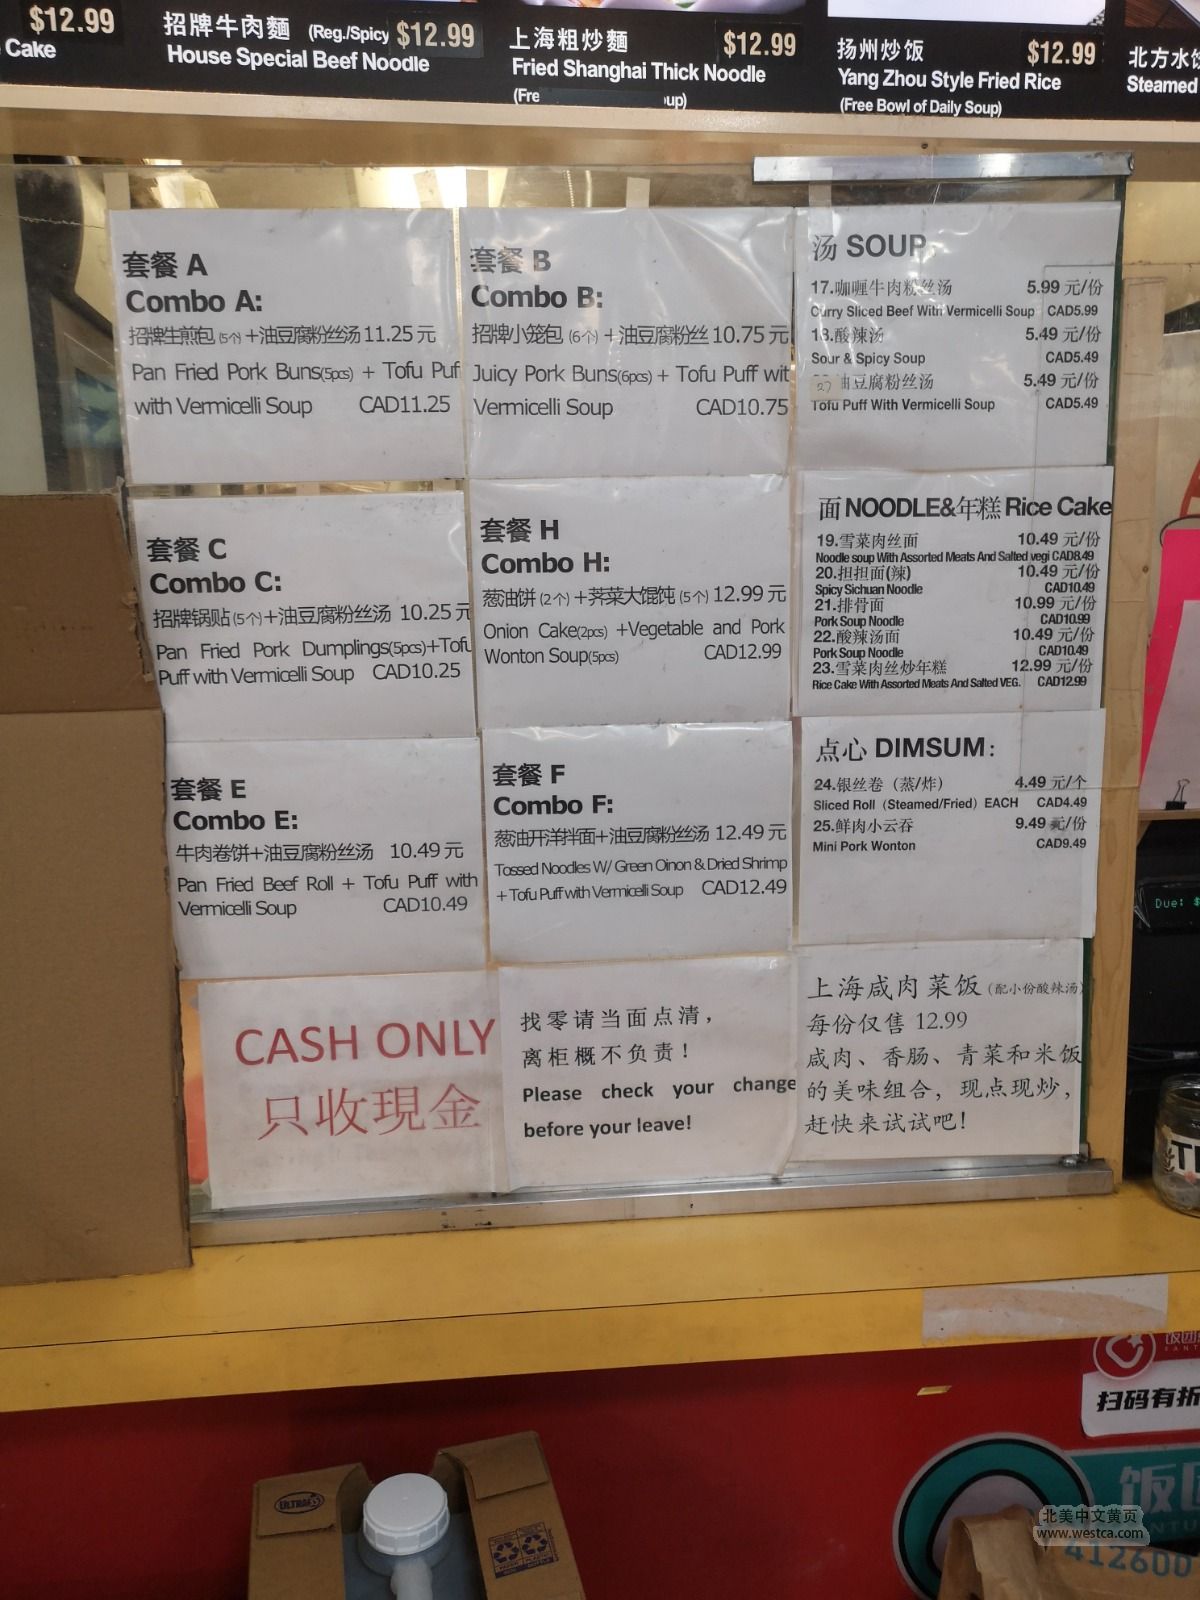 $12.99
Cake
招牌牛肉麵 (Reg./Spicy $12.99
House Special Beef Noodle
上海粗炒麵 $12.99
Fried Shanghai Thick Noodle
(Fre up)
扬州炒饭 $12.99
Yang Zhou Style Fried Rice
(Free Bowl of Daily Soup)
北方水饺
Steamed
套餐 A
Combo A:
招牌生煎包 (5个)+油豆腐粉丝汤 11.25 元
Pan Fried Pork Buns(5pcs) + Tofu Puf
with Vermicelli Soup CAD11.25
套餐 B
Combo B:
招牌小笼包 (6个)+油豆腐粉丝 10.75 元
Juicy Pork Buns(6pcs) + Tofu Puff wit
Vermicelli Soup CAD10.75
汤 SOUP
17.咖喱牛肉粉丝汤 5.99 元/份
Curry Sliced Beef With Vermicelli Soup CAD5.99
18.酸辣汤 5.49 元/份
Sour & Spicy Soup CAD5.49
油豆腐粉丝汤 5.49 元/份
Tofu Puff With Vermicelli Soup CAD5.49
套餐 C
Combo C:
招牌锅贴(5个)+油豆腐粉丝汤 10.25 元
Pan Fried Pork Dumplings(5pcs)+Tofu
Puff with Vermicelli Soup CAD10.25
套餐 H
Combo H:
葱油饼 (2个)+荠菜大馄饨 (5个) 12.99 元
Onion Cake(2pcs) +Vegetable and Pork
Wonton Soup(5pcs) CAD12.99
面 NOODLE&年糕 Rice Cake
19.雪菜肉丝面 10.49 元/份
Noodle soup With Assorted Meats And Salted vegi CAD8.49
20.担担面(辣) 10.49 元/份
Spicy Sichuan Noodle CAD10.49
21.排骨面 10.99 元/份
Pork Soup Noodle CAD10.99
22.酸辣汤面 10.49 元/份
Pork Soup Noodle CAD10.49
23.雪菜肉丝炒年糕 12.99 元/份
Rice Cake With Assorted Meats And Salted VEG. CAD12.99
套餐 E
Combo E:
牛肉卷饼+油豆腐粉丝汤 10.49 元
Pan Fried Beef Roll + Tofu Puff with
Vermicelli Soup CAD10.49
套餐 F
Combo F:
葱油开洋拌面+油豆腐粉丝汤 12.49 元
Tossed Noodles W/ Green Oinon & Dried Shrimp
+ Tofu Puff with Vermicelli Soup CAD12.49
点心 DIMSUM:
24.银丝卷（蒸/炸） 4.49 元/个
Sliced Roll (Steamed/Fried) EACH CAD4.49
25.鲜肉小云吞 9.49 元/份
Mini Pork Wonton CAD9.49
CASH ONLY
只收現金
找零请当面点清，
离柜概不负责！
Please check your change
before your leave!
上海咸肉菜饭(配小份酸辣汤)
每份仅售 12.99
咸肉、香肠、青菜和米饭
的美味组合，现点现炒，
赶快来试试吧！
Due: $
扫码有折
ULTRA
饭团
412600
北美中文黄页
www.westca.com